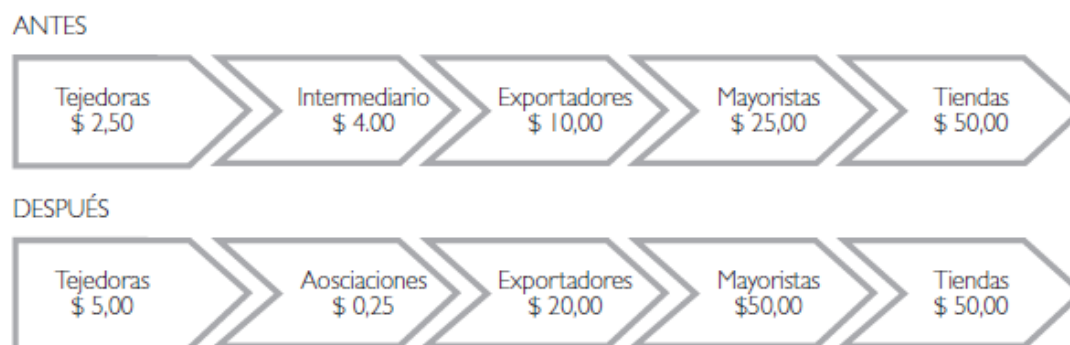 ANTES
Tejedoras
$ 2,50
Intermediario
$ 4.00
Exportadores
$ 10,00
Mayoristas
$ 25,00
Tiendas
$ 50,00
DESPUÉS
Tejedoras
$ 5,00
Aosciaciones
$ 0,25
Exportadores
$ 20,00
Mayoristas
$50,00
Tiendas
$ 50,00